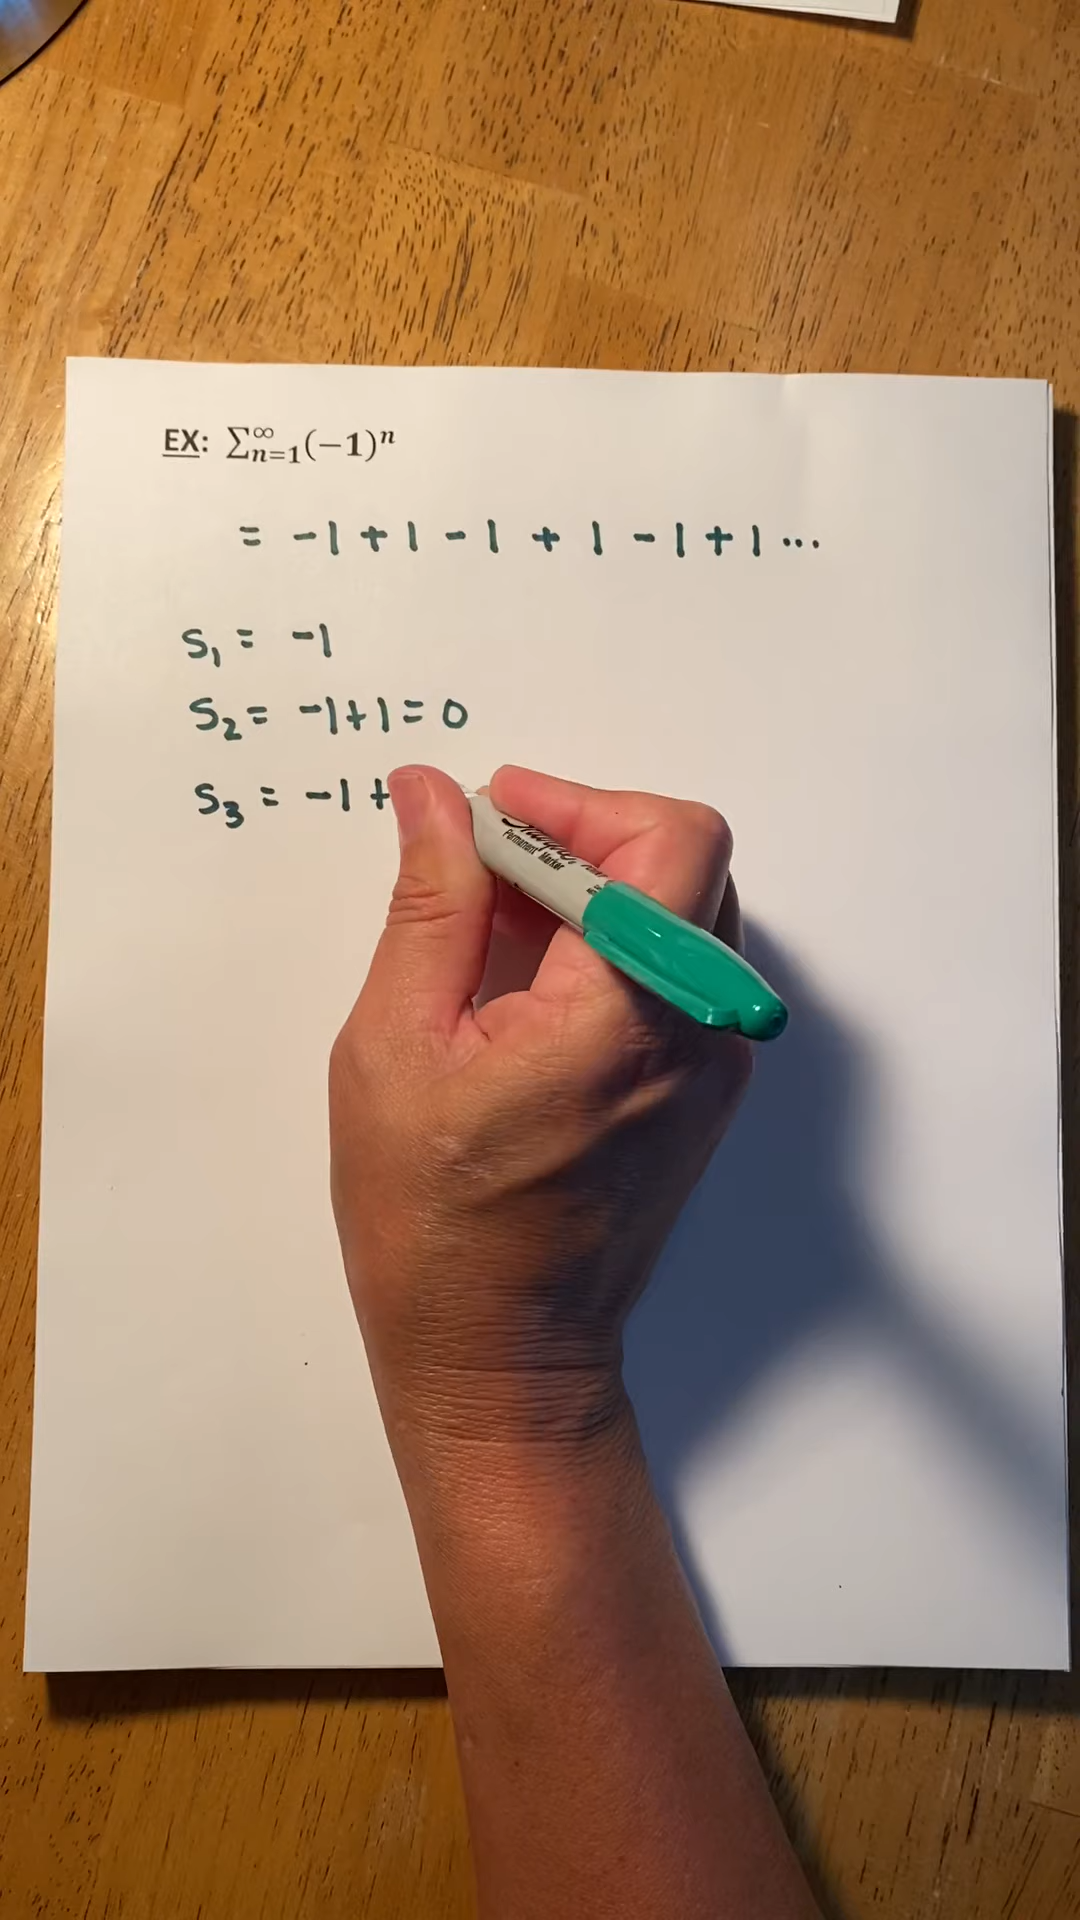 EX: ∑_{n=1}^{∞}(−1)^n
= -1 + 1 - 1 + 1 - 1 + 1 ...
S₁ = -1
S₂ = -1+1 = 0
S₃ = -1 +
Permanent Marker